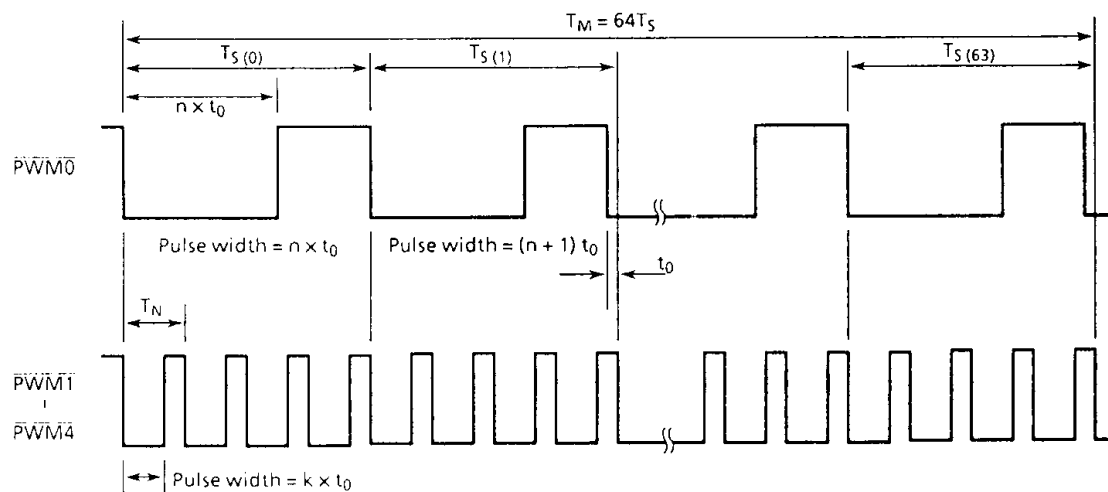 T_M = 64T_S
T_S (0)
T_S (1)
T_S (63)
n × t_0
PWM0
Pulse width = n × t_0
Pulse width = (n + 1) t_0
t_0
T_N
PWM1
PWM4
Pulse width = k × t_0